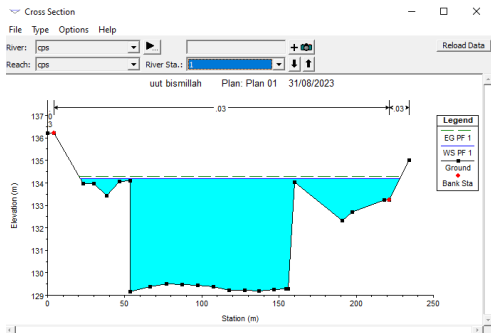 Cross Section
File Type Options Help
River: cps
Reload Data
Reach: cps River Sta.: 1
uut bismillah Plan: Plan 01 31/08/2023
.03 .03
.03
Legend
EG PF 1
WS PF 1
Ground
Bank Sta
Elevation (m)
137
136
135
134
133
132
131
130
129
0 50 100 150 200 250
Station (m)